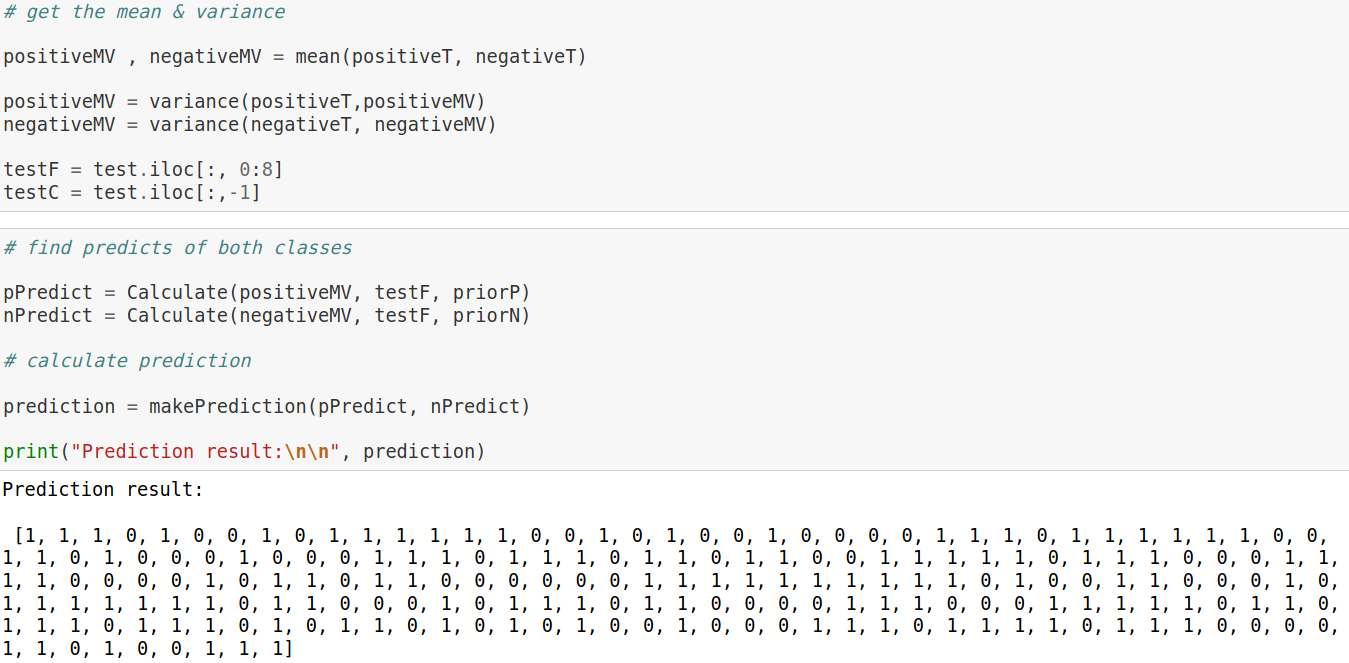 # get the mean & variance
positiveMV , negativeMV = mean(positiveT, negativeT)
positiveMV = variance(positiveT,positiveMV)
negativeMV = variance(negativeT, negativeMV)
testF = test.iloc[:, 0:8]
testC = test.iloc[:,-1]
# find predicts of both classes
pPredict = Calculate(positiveMV, testF, priorP)
nPredict = Calculate(negativeMV, testF, priorN)
# calculate prediction
prediction = makePrediction(pPredict, nPredict)
print("Prediction result:\n\n", prediction)
Prediction result:
[1, 1, 1, 0, 1, 0, 0, 1, 0, 1, 1, 1, 1, 1, 1, 0, 0, 1, 0, 1, 0, 0, 1, 0, 0, 0, 0, 1, 1, 1, 0, 1, 1, 1, 1, 1, 1, 0, 0,
1, 1, 0, 1, 0, 0, 0, 1, 0, 0, 0, 1, 1, 1, 0, 1, 1, 1, 0, 1, 1, 0, 1, 1, 0, 0, 1, 1, 1, 1, 1, 0, 1, 1, 1, 0, 0, 0, 1, 1,
1, 1, 0, 0, 0, 0, 1, 0, 1, 1, 0, 1, 1, 0, 0, 0, 0, 0, 0, 1, 1, 1, 1, 1, 1, 1, 1, 1, 1, 0, 1, 0, 0, 1, 1, 0, 0, 0, 1, 0,
1, 1, 1, 1, 1, 1, 1, 0, 1, 1, 0, 0, 0, 1, 0, 1, 1, 1, 0, 1, 1, 0, 0, 0, 0, 1, 1, 1, 0, 0, 0, 1, 1, 1, 1, 1, 0, 1, 1, 0,
1, 1, 1, 0, 1, 1, 1, 0, 1, 0, 1, 1, 0, 1, 0, 1, 0, 1, 0, 0, 1, 0, 0, 0, 1, 1, 1, 0, 1, 1, 1, 1, 0, 1, 1, 1, 0, 0, 0, 0,
1, 1, 0, 1, 0, 0, 1, 1, 1]